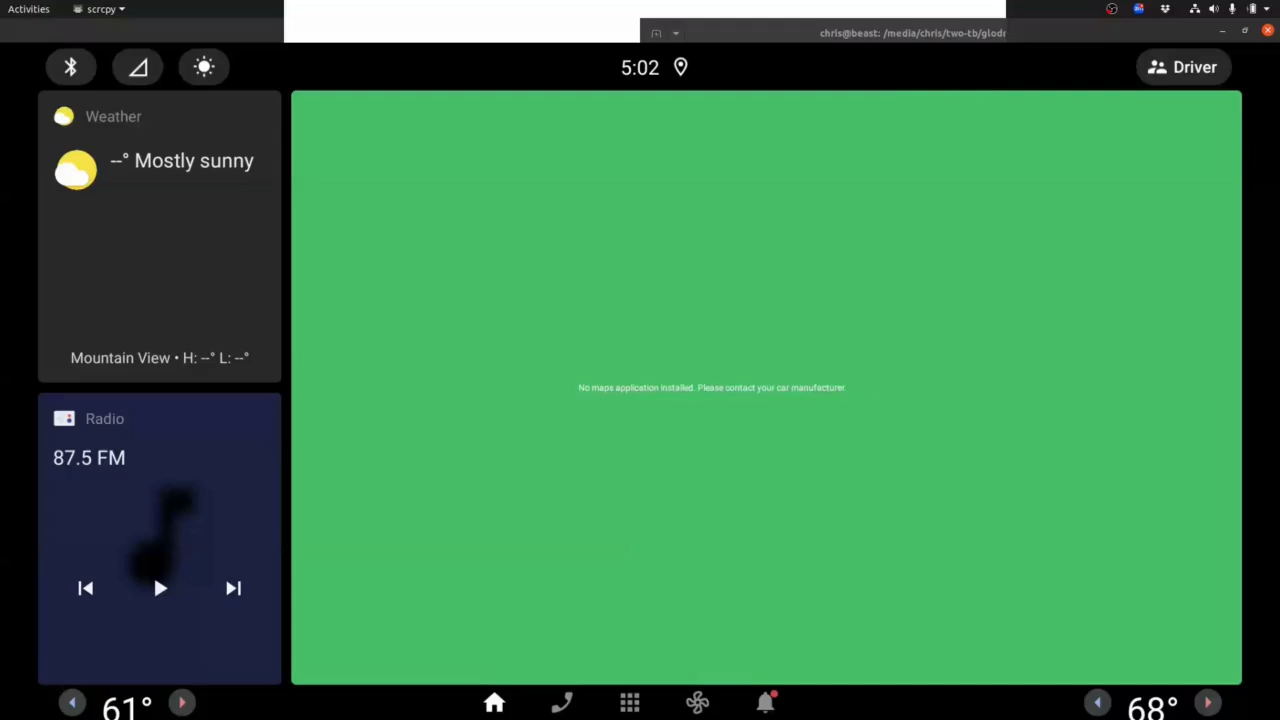 Activities
scrcpy
chris@beast: /media/chris/two-tb/glodr
5:02
Driver
Weather
--° Mostly sunny
Mountain View • H: --° L: --°
Radio
87.5 FM
No maps application installed. Please contact your car manufacturer.
61°
68°